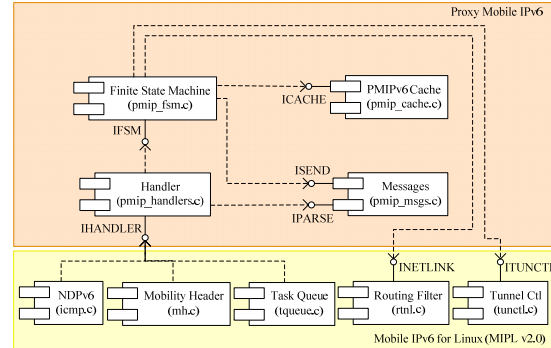 Proxy Mobile IPv6
Finite State Machine
(pmip_fsm.c)
ICACHE
PMIPv6 Cache
(pmip_cache.c)
IFSM
Handler
(pmip_handlers.c)
ISEND
IPARSE
Messages
(pmip_msgs.c)
IHANDLER
INETLINK
ITUNCTL
NDPv6
(icmp.c)
Mobility Header
(mh.c)
Task Queue
(tqueue.c)
Routing Filter
(rtnl.c)
Tunnel Ctl
(tunctl.c)
Mobile IPv6 for Linux (MIPL v2.0)